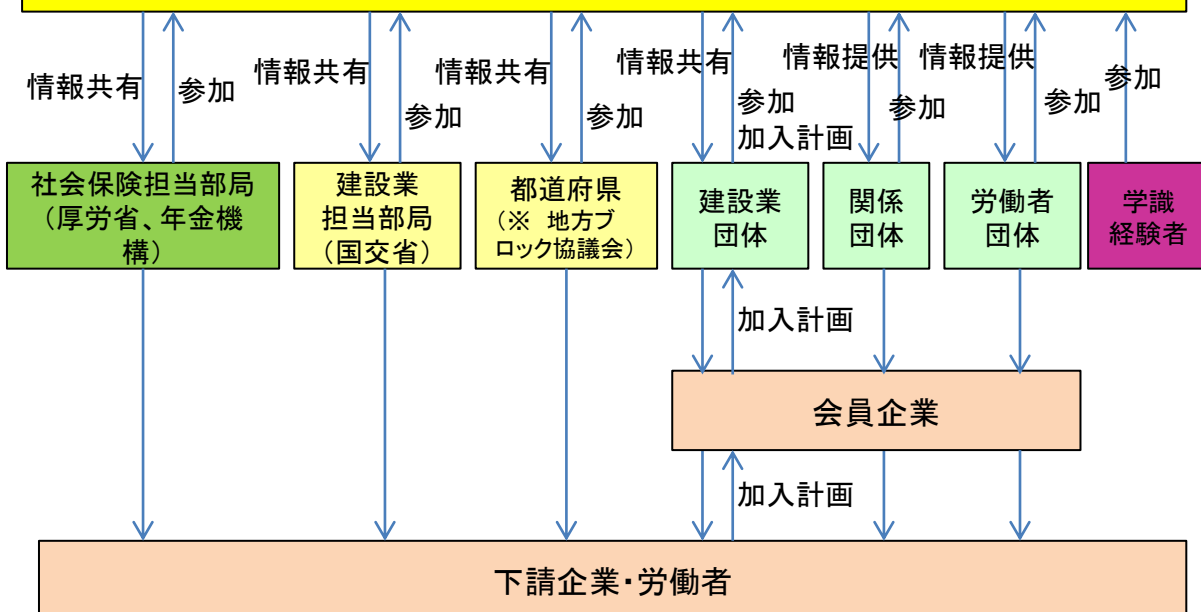 情報共有
参加
情報共有
参加
情報共有
参加
情報共有
参加
加入計画
情報提供
参加
情報提供
参加
参加
社会保険担当部局
（厚労省、年金機
構）
建設業
担当部局
（国交省）
都道府県
（※ 地方ブ
ロック協議会）
建設業
団体
関係
団体
労働者
団体
学識
経験者
加入計画
会員企業
加入計画
下請企業・労働者